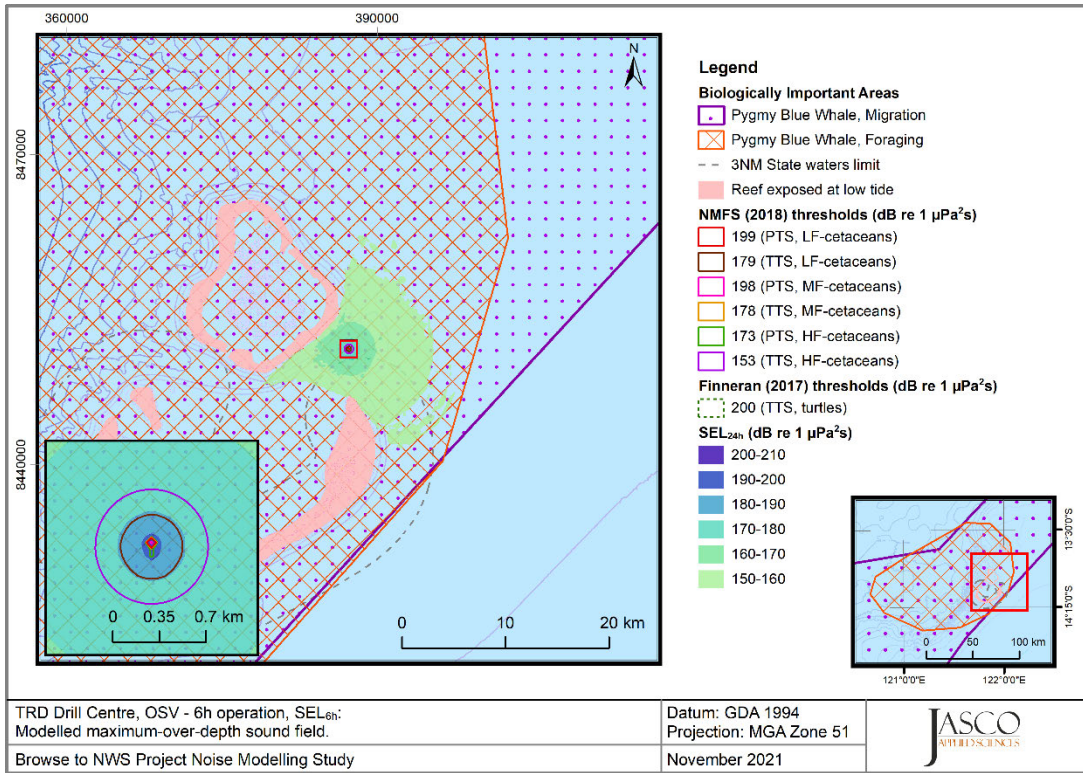 360000
390000
8470000
8440000
N
0 0.35 0.7 km
0 10 20 km
Legend
Biologically Important Areas
Pygmy Blue Whale, Migration
Pygmy Blue Whale, Foraging
3NM State waters limit
Reef exposed at low tide
NMFS (2018) thresholds (dB re 1 µPa²s)
199 (PTS, LF-cetaceans)
179 (TTS, LF-cetaceans)
198 (PTS, MF-cetaceans)
178 (TTS, MF-cetaceans)
173 (PTS, HF-cetaceans)
153 (TTS, HF-cetaceans)
Finneran (2017) thresholds (dB re 1 µPa²s)
200 (TTS, turtles)
SEL₂₄ₕ (dB re 1 µPa²s)
200-210
190-200
180-190
170-180
160-170
150-160
13°30'S
14°15'S
0 50 100 km
121°0'0"E
122°0'0"E
TRD Drill Centre, OSV - 6h operation, SEL₆ₕ:
Modelled maximum-over-depth sound field.
Browse to NWS Project Noise Modelling Study
Datum: GDA 1994
Projection: MGA Zone 51
November 2021
JASCO
APPLIED SCIENCES